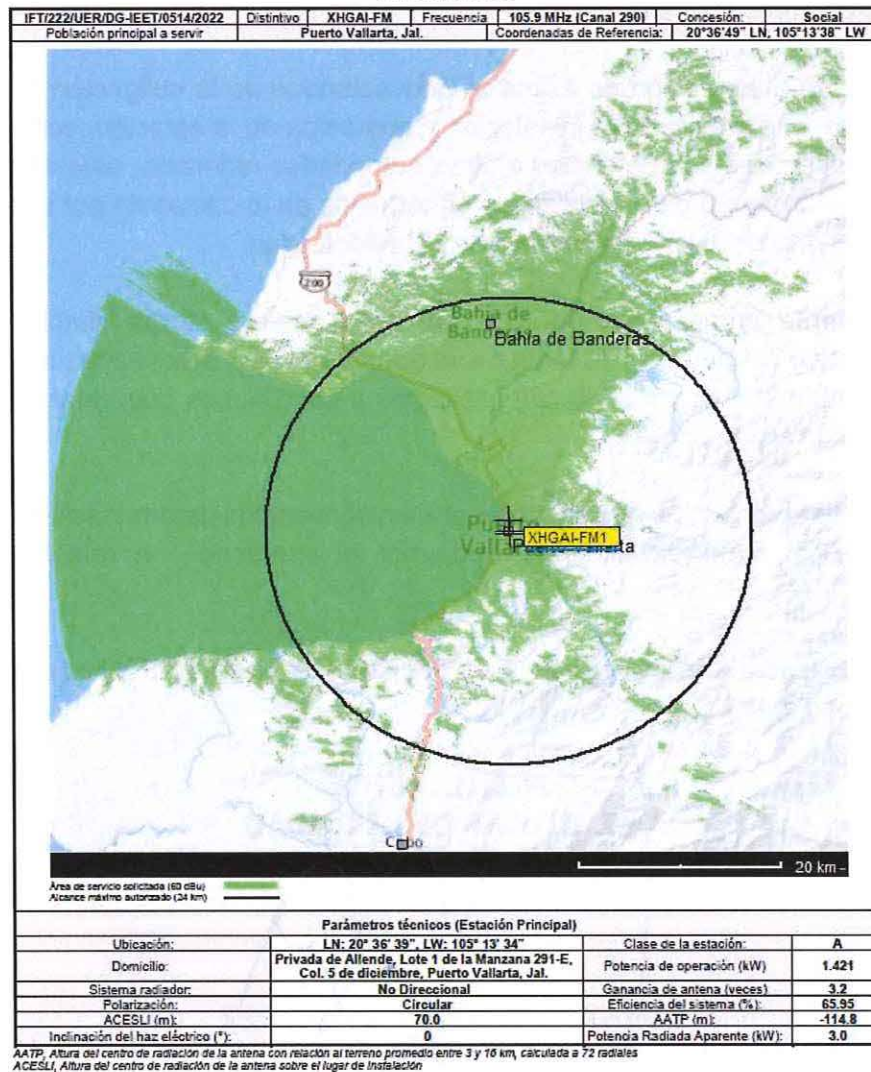 IFT/222/UER/DG-IEET/0514/2022 Distintivo XHGAI-FM Frecuencia 105.9 MHz (Canal 290) Concesión: Social
Población principal a servir Puerto Vallarta, Jal. Coordenadas de Referencia: 20°36'49" LN, 105°13'38" LW
200
Bahía de
Banderas
Bahía de Banderas
Puerto
Vallarta
XHGAI-FM1
Puerto Vallarta
20 km
Área de servicio solicitada (60 dBu)
Alcance máximo autorizado (24 km)
Parámetros técnicos (Estación Principal)
Ubicación: LN: 20° 36' 39", LW: 105° 13' 34" Clase de la estación: A
Domicilio: Privada de Allende, Lote 1 de la Manzana 291-E, Col. 5 de diciembre, Puerto Vallarta, Jal. Potencia de operación (kW) 1.421
Sistema radiador: No Direccional Ganancia de antena (veces) 3.2
Polarización: Circular Eficiencia del sistema (%): 65.95
ACESLI (m): 70.0 AATP (m): -114.8
Inclinación del haz eléctrico (°): 0 Potencia Radiada Aparente (kW): 3.0
AATP, Altura del centro de radiación de la antena con relación al terreno promedio entre 3 y 16 km, calculada a 72 radiales
ACESLI, Altura del centro de radiación de la antena sobre el lugar de instalación